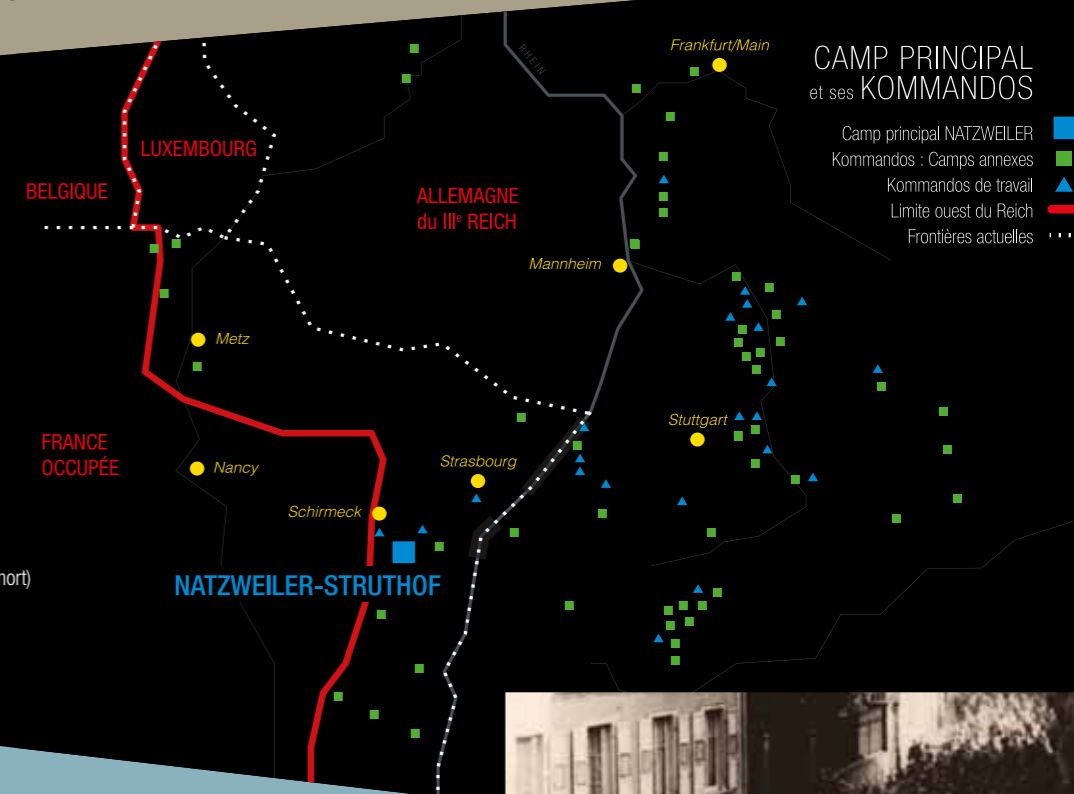 CAMP PRINCIPAL
et ses KOMMANDOS
Camp principal NATZWEILER
Kommandos : Camps annexes
Kommandos de travail
Limite ouest du Reich
Frontières actuelles
RHEIN
Frankfurt/Main
LUXEMBOURG
BELGIQUE
ALLEMAGNE
du IIIe REICH
Mannheim
Metz
FRANCE
OCCUPÉE
Nancy
Stuttgart
Strasbourg
Schirmeck
NATZWEILER-STRUTHOF